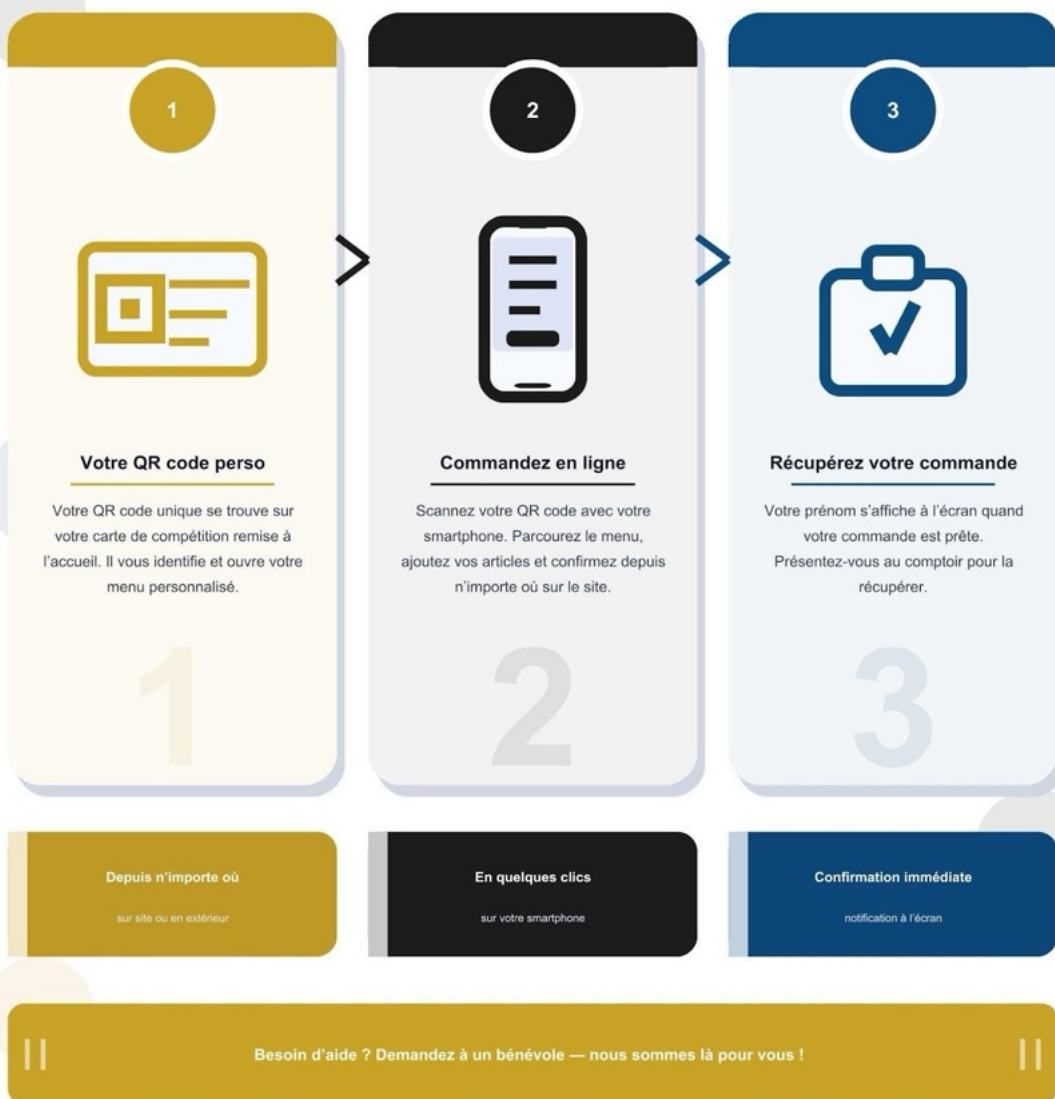 1
Votre QR code perso
Votre QR code unique se trouve sur
votre carte de compétition remise à
l’accueil. Il vous identifie et ouvre votre
menu personnalisé.
1
2
Commandez en ligne
Scannez votre QR code avec votre
smartphone. Parcourez le menu,
ajoutez vos articles et confirmez depuis
n’importe où sur le site.
2
3
Récupérez votre commande
Votre prénom s’affiche à l’écran quand
votre commande est prête.
Présentez-vous au comptoir pour la
récupérer.
3
Depuis n’importe où
sur site ou en extérieur
En quelques clics
sur votre smartphone
Confirmation immédiate
notification à l’écran
Besoin d’aide ? Demandez à un bénévole — nous sommes là pour vous !